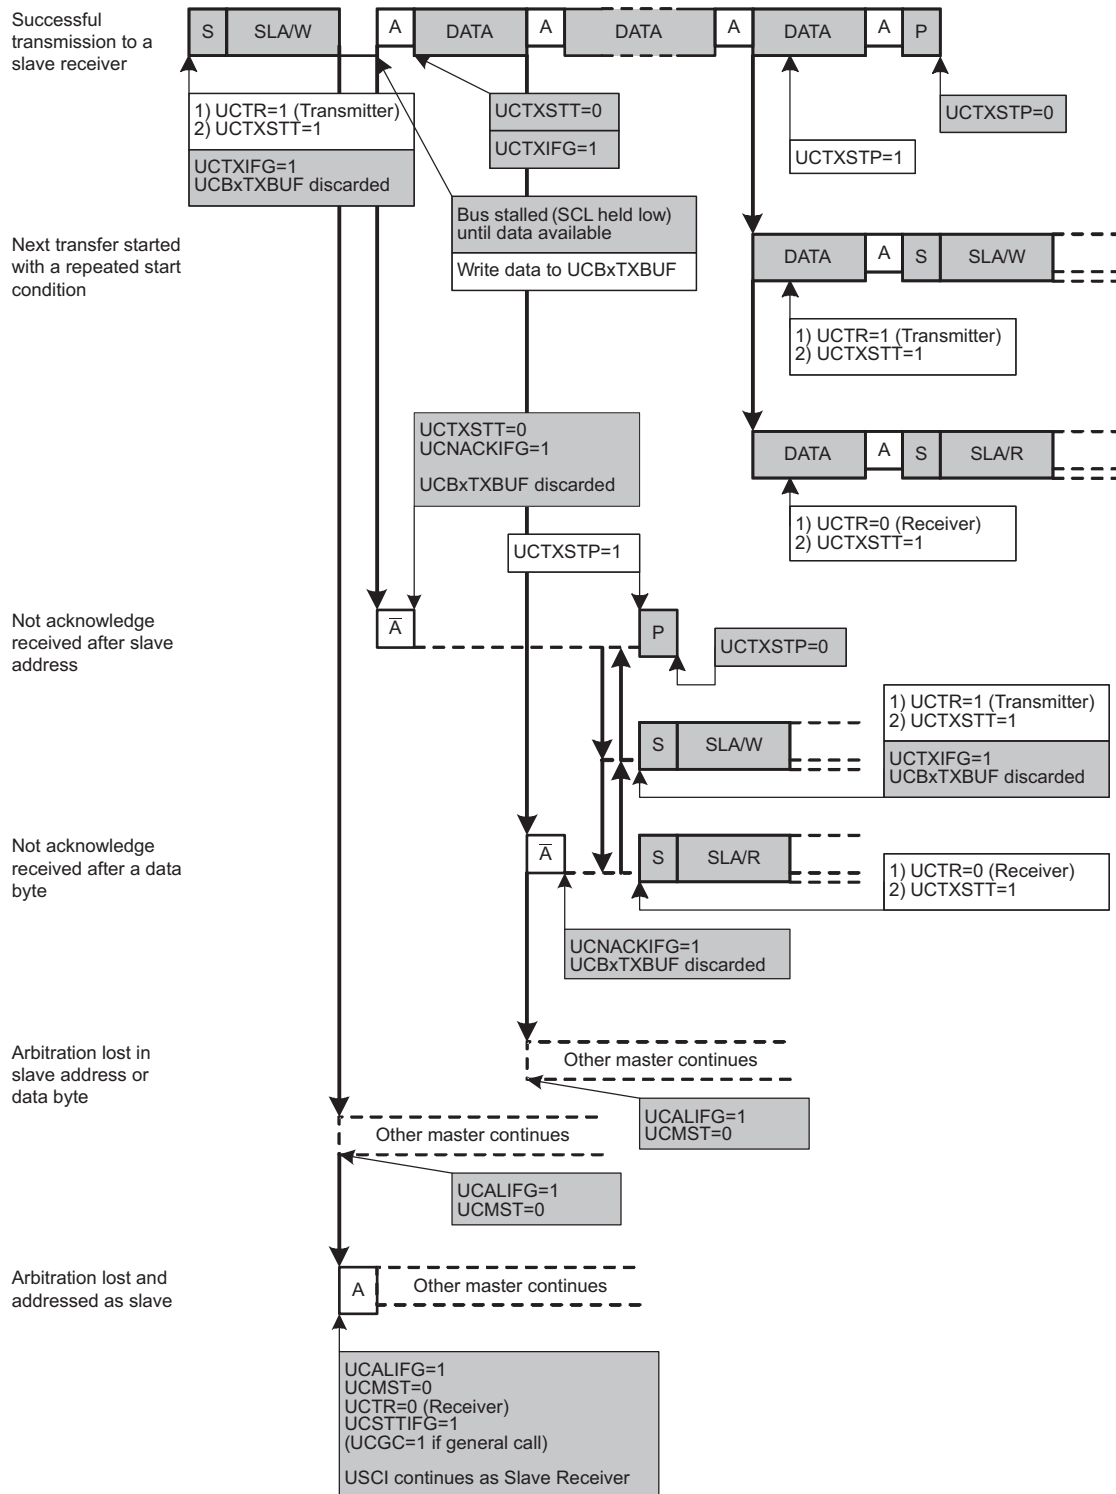 Successful
transmission to a
slave receiver
S
SLA/W
A
DATA
A
DATA
A
DATA
A
P
1) UCTR=1 (Transmitter)
2) UCTXSTT=1
UCTXIFG=1
UCBxTXBUF discarded
UCTXSTT=0
UCTXIFG=1
UCTXSTP=1
UCTXSTP=0
Bus stalled (SCL held low)
until data available
Write data to UCBxTXBUF
Next transfer started
with a repeated start
condition
DATA
A
S
SLA/W
1) UCTR=1 (Transmitter)
2) UCTXSTT=1
DATA
A
S
SLA/R
1) UCTR=0 (Receiver)
2) UCTXSTT=1
UCTXSTT=0
UCNACKIFG=1
UCBxTXBUF discarded
UCTXSTP=1
Not acknowledge
received after slave
address
A̅
P
UCTXSTP=0
S
SLA/W
1) UCTR=1 (Transmitter)
2) UCTXSTT=1
UCTXIFG=1
UCBxTXBUF discarded
Not acknowledge
received after a data
byte
A̅
S
SLA/R
1) UCTR=0 (Receiver)
2) UCTXSTT=1
UCNACKIFG=1
UCBxTXBUF discarded
Arbitration lost in
slave address or
data byte
Other master continues
UCALIFG=1
UCMST=0
Other master continues
UCALIFG=1
UCMST=0
Arbitration lost and
addressed as slave
A
Other master continues
UCALIFG=1
UCMST=0
UCTR=0 (Receiver)
UCSTTIFG=1
(UCGC=1 if general call)
USCI continues as Slave Receiver